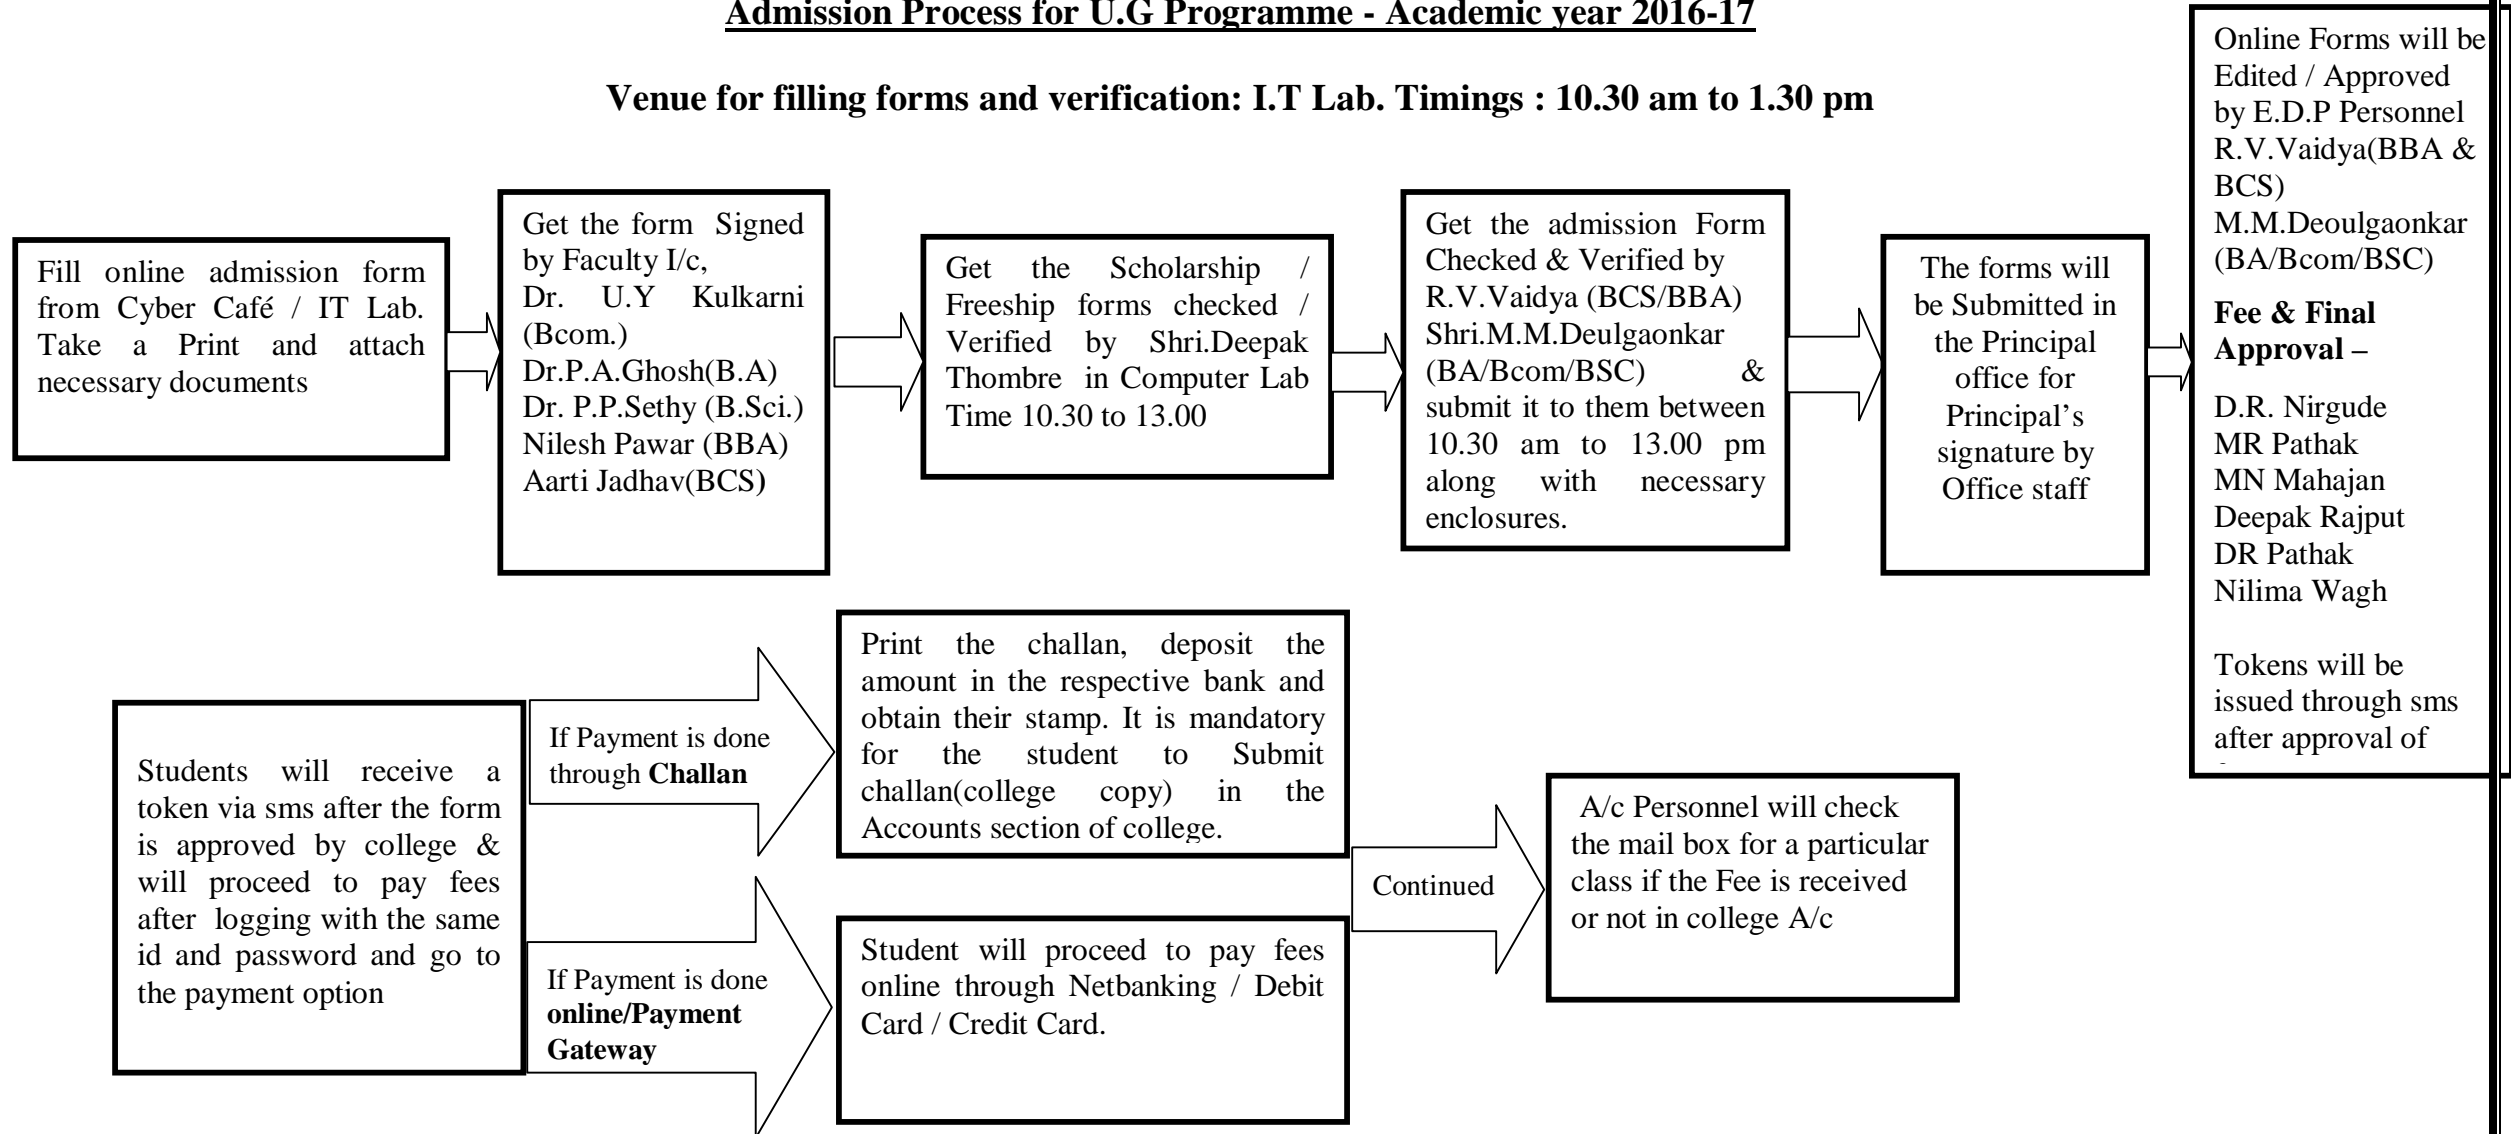 Admission Process for U.G Programme - Academic year 2016-17
Venue for filling forms and verification: I.T Lab. Timings : 10.30 am to 1.30 pm
Fill online admission form
from Cyber Café / IT Lab.
Take a Print and attach
necessary documents
Get the form Signed
by Faculty I/c,
Dr. U.Y Kulkarni
(Bcom.)
Dr.P.A.Ghosh(B.A)
Dr. P.P.Sethy (B.Sci.)
Nilesh Pawar (BBA)
Aarti Jadhav(BCS)
Get the Scholarship /
Freeship forms checked /
Verified by Shri.Deepak
Thombre in Computer Lab
Time 10.30 to 13.00
Get the admission Form
Checked & Verified by
R.V.Vaidya (BCS/BBA)
Shri.M.M.Deulgaonkar
(BA/Bcom/BSC) &
submit it to them between
10.30 am to 13.00 pm
along with necessary
enclosures.
The forms will
be Submitted in
the Principal
office for
Principal’s
signature by
Office staff
Online Forms will be
Edited / Approved
by E.D.P Personnel
R.V.Vaidya(BBA &
BCS)
M.M.Deoulgaonkar
(BA/Bcom/BSC)
Fee & Final
Approval –
D.R. Nirgude
MR Pathak
MN Mahajan
Deepak Rajput
DR Pathak
Nilima Wagh
Tokens will be
issued through sms
after approval of
Students will receive a
token via sms after the form
is approved by college &
will proceed to pay fees
after logging with the same
id and password and go to
the payment option
If Payment is done
through Challan
Print the challan, deposit the
amount in the respective bank and
obtain their stamp. It is mandatory
for the student to Submit
challan(college copy) in the
Accounts section of college.
If Payment is done
online/Payment
Gateway
Student will proceed to pay fees
online through Netbanking / Debit
Card / Credit Card.
Continued
A/c Personnel will check
the mail box for a particular
class if the Fee is received
or not in college A/c